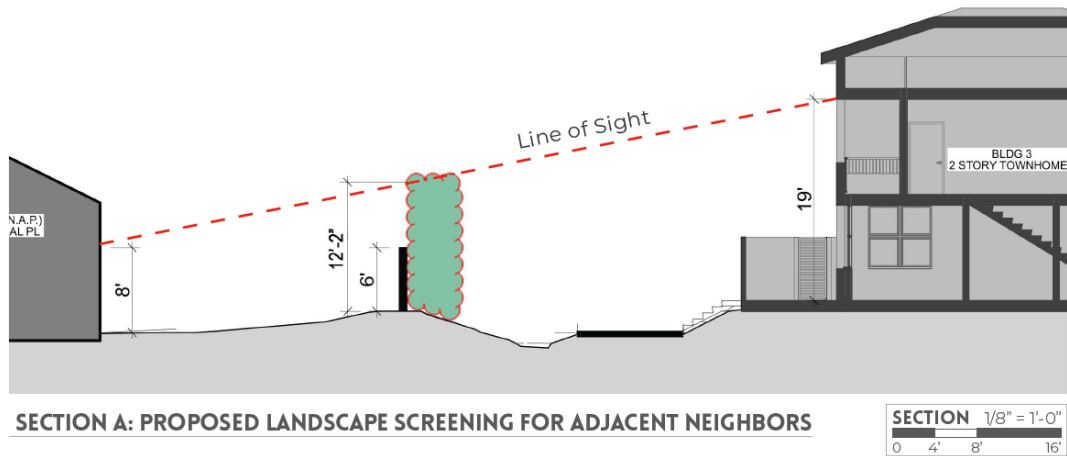 Line of Sight
BLDG 3
2 STORY TOWNHOME
N.A.P.)
AL PL
8'
12'-2"
6'
19'
SECTION A: PROPOSED LANDSCAPE SCREENING FOR ADJACENT NEIGHBORS
SECTION 1/8" = 1'-0"
0 4' 8' 16'